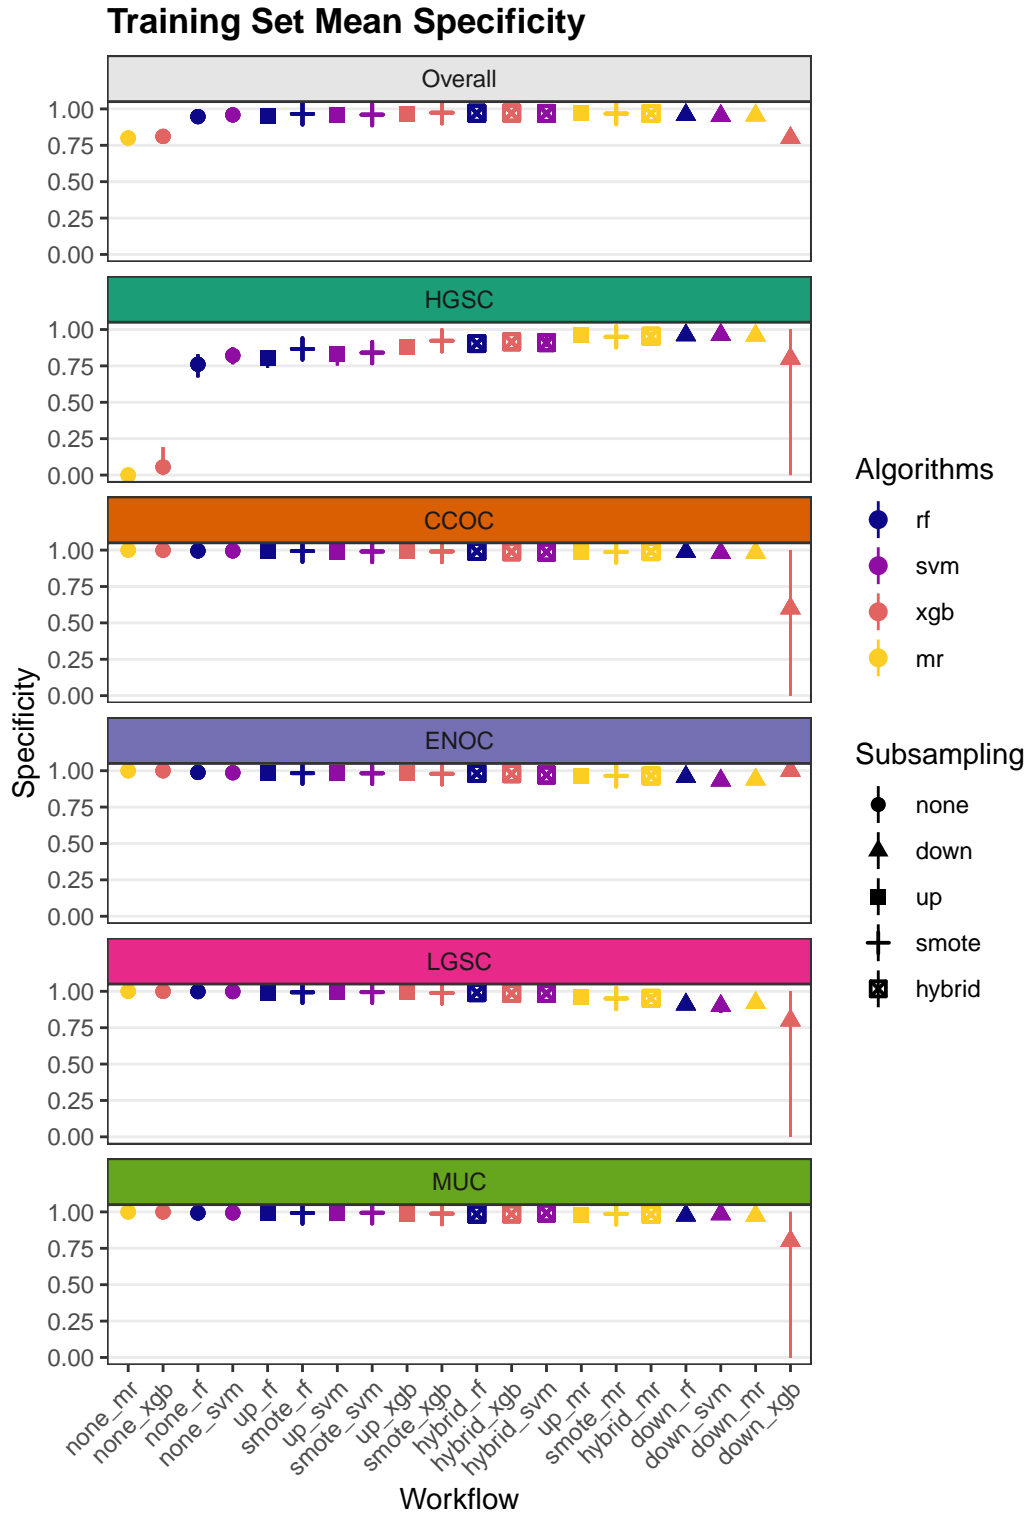 Training Set Mean Specificity
Overall
1.00
0.75
0.50
0.25
0.00
HGSC
1.00
0.75
0.50
0.25
0.00
CCOC
1.00
0.75
0.50
0.25
0.00
ENOC
1.00
0.75
0.50
0.25
0.00
LGSC
1.00
0.75
0.50
0.25
0.00
MUC
1.00
0.75
0.50
0.25
0.00
Specificity
none_mr
none_xgb
none_rf
none_svm
up_rf
smote_rf
up_svm
smote_svm
up_xgb
smote_xgb
hybrid_rf
hybrid_xgb
hybrid_svm
up_mr
smote_mr
hybrid_mr
down_rf
down_svm
down_mr
down_xgb
Workflow
Algorithms
rf
svm
xgb
mr
Subsampling
none
down
up
smote
hybrid